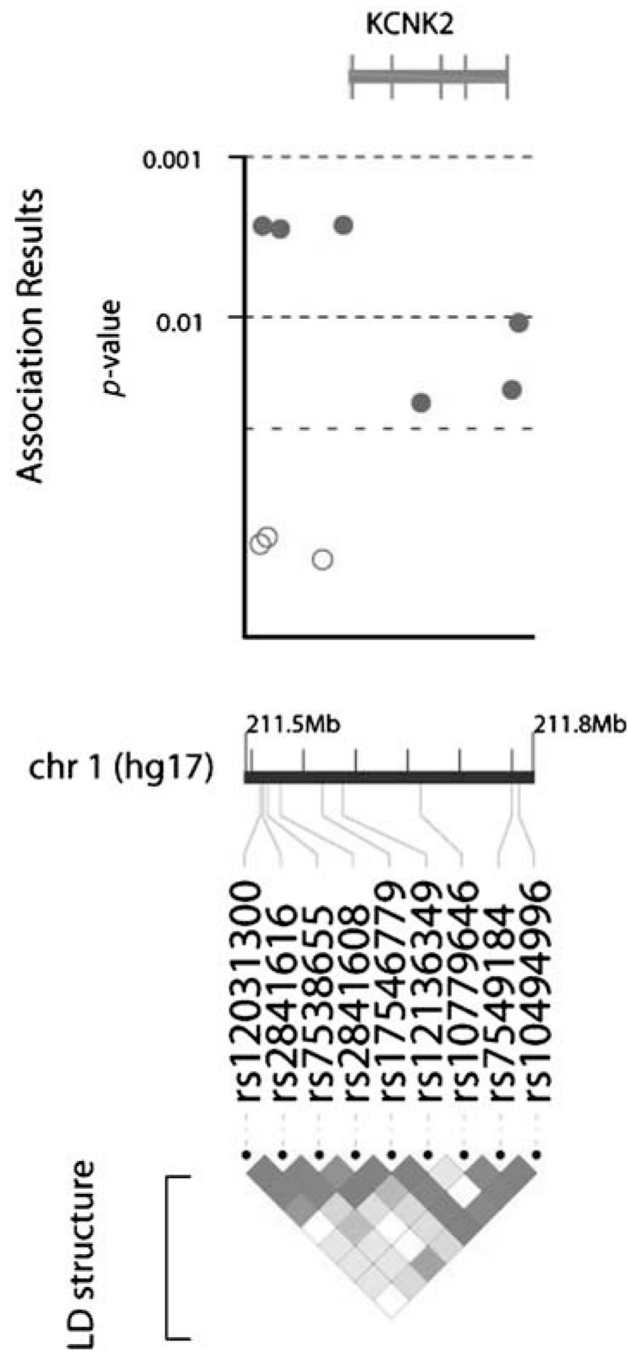 KCNK2
0.001
Association Results
p-value
0.01
211.5Mb
211.8Mb
chr 1 (hg17)
rs12031300
rs2841616
rs7538655
rs2841608
rs17546779
rs12136349
rs10779646
rs7549184
rs10494996
LD structure